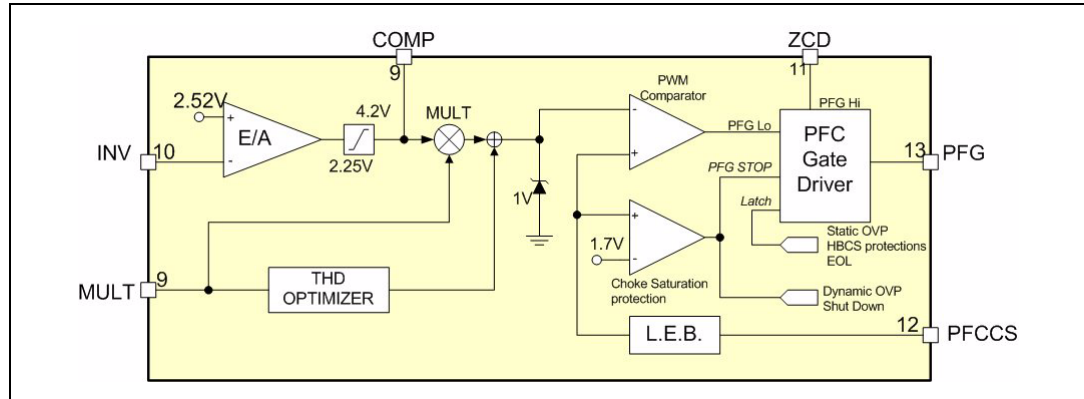 COMP
9
ZCD
11
2.52V
+
E/A
-
4.2V
2.25V
MULT
INV
10
1V
PWM
Comparator
-
+
PFG Lo
PFG Hi
PFC
Gate
Driver
13
PFG
PFG STOP
Latch
Static OVP
HBCS protections
EOL
+
1.7V
-
Choke Saturation
protection
Dynamic OVP
Shut Down
MULT
9
THD
OPTIMIZER
L.E.B.
12
PFCCS